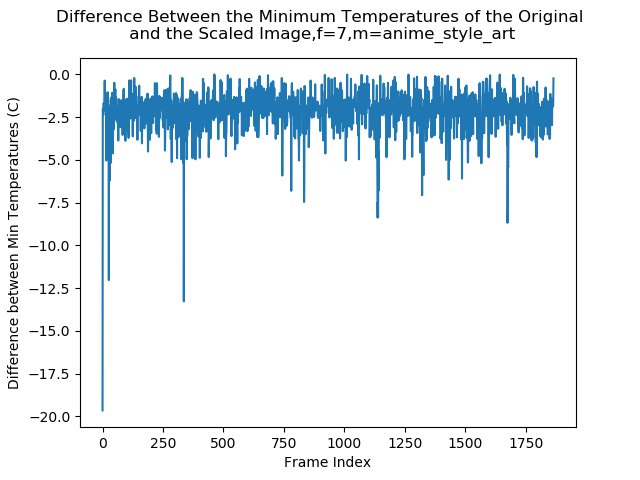 Difference Between the Minimum Temperatures of the Original
and the Scaled Image,f=7,m=anime_style_art
Difference between Min Temperatures (C)
0.0
−2.5
−5.0
−7.5
−10.0
−12.5
−15.0
−17.5
−20.0
0 250 500 750 1000 1250 1500 1750
Frame Index